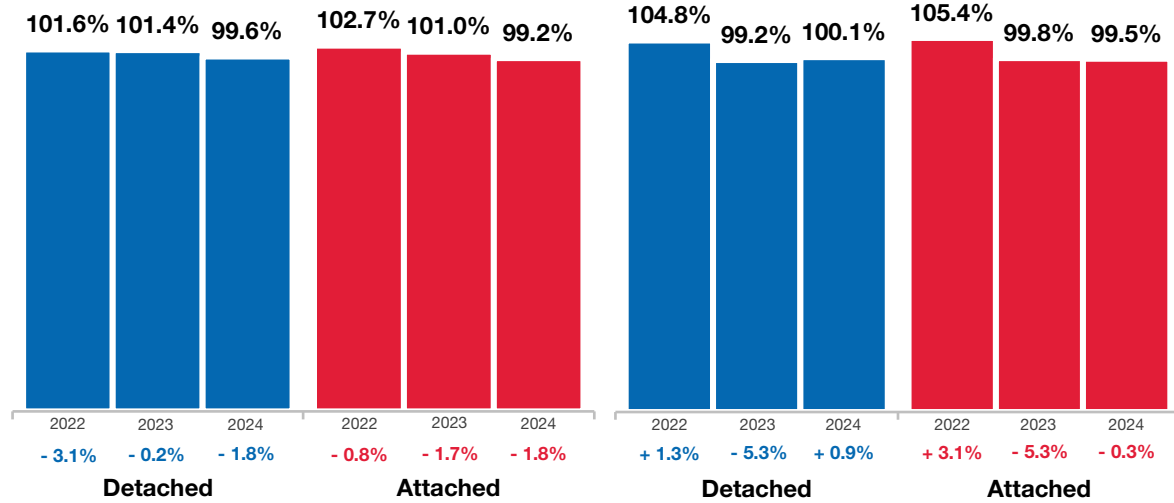 101.6% 101.4% 99.6% 102.7% 101.0% 99.2% 104.8% 99.2% 100.1% 105.4% 99.8% 99.5%
2022 2023 2024 2022 2023 2024 2022 2023 2024 2022 2023 2024
- 3.1% - 0.2% - 1.8% - 0.8% - 1.7% - 1.8% + 1.3% - 5.3% + 0.9% + 3.1% - 5.3% - 0.3%
Detached Attached Detached Attached